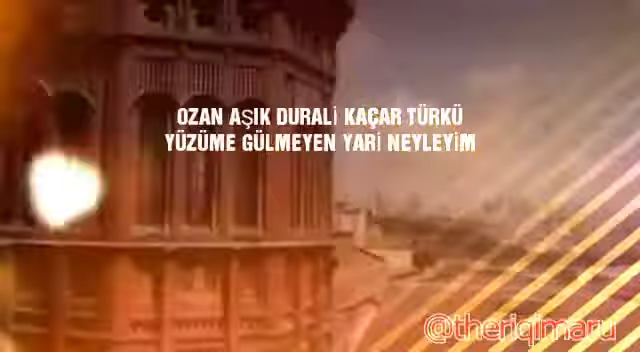 OZAN AŞIK DURALİ KAÇAR TÜRKÜ
YÜZÜME GÜLMEYEN YARİ NEYLEYİM
@theriqimaru